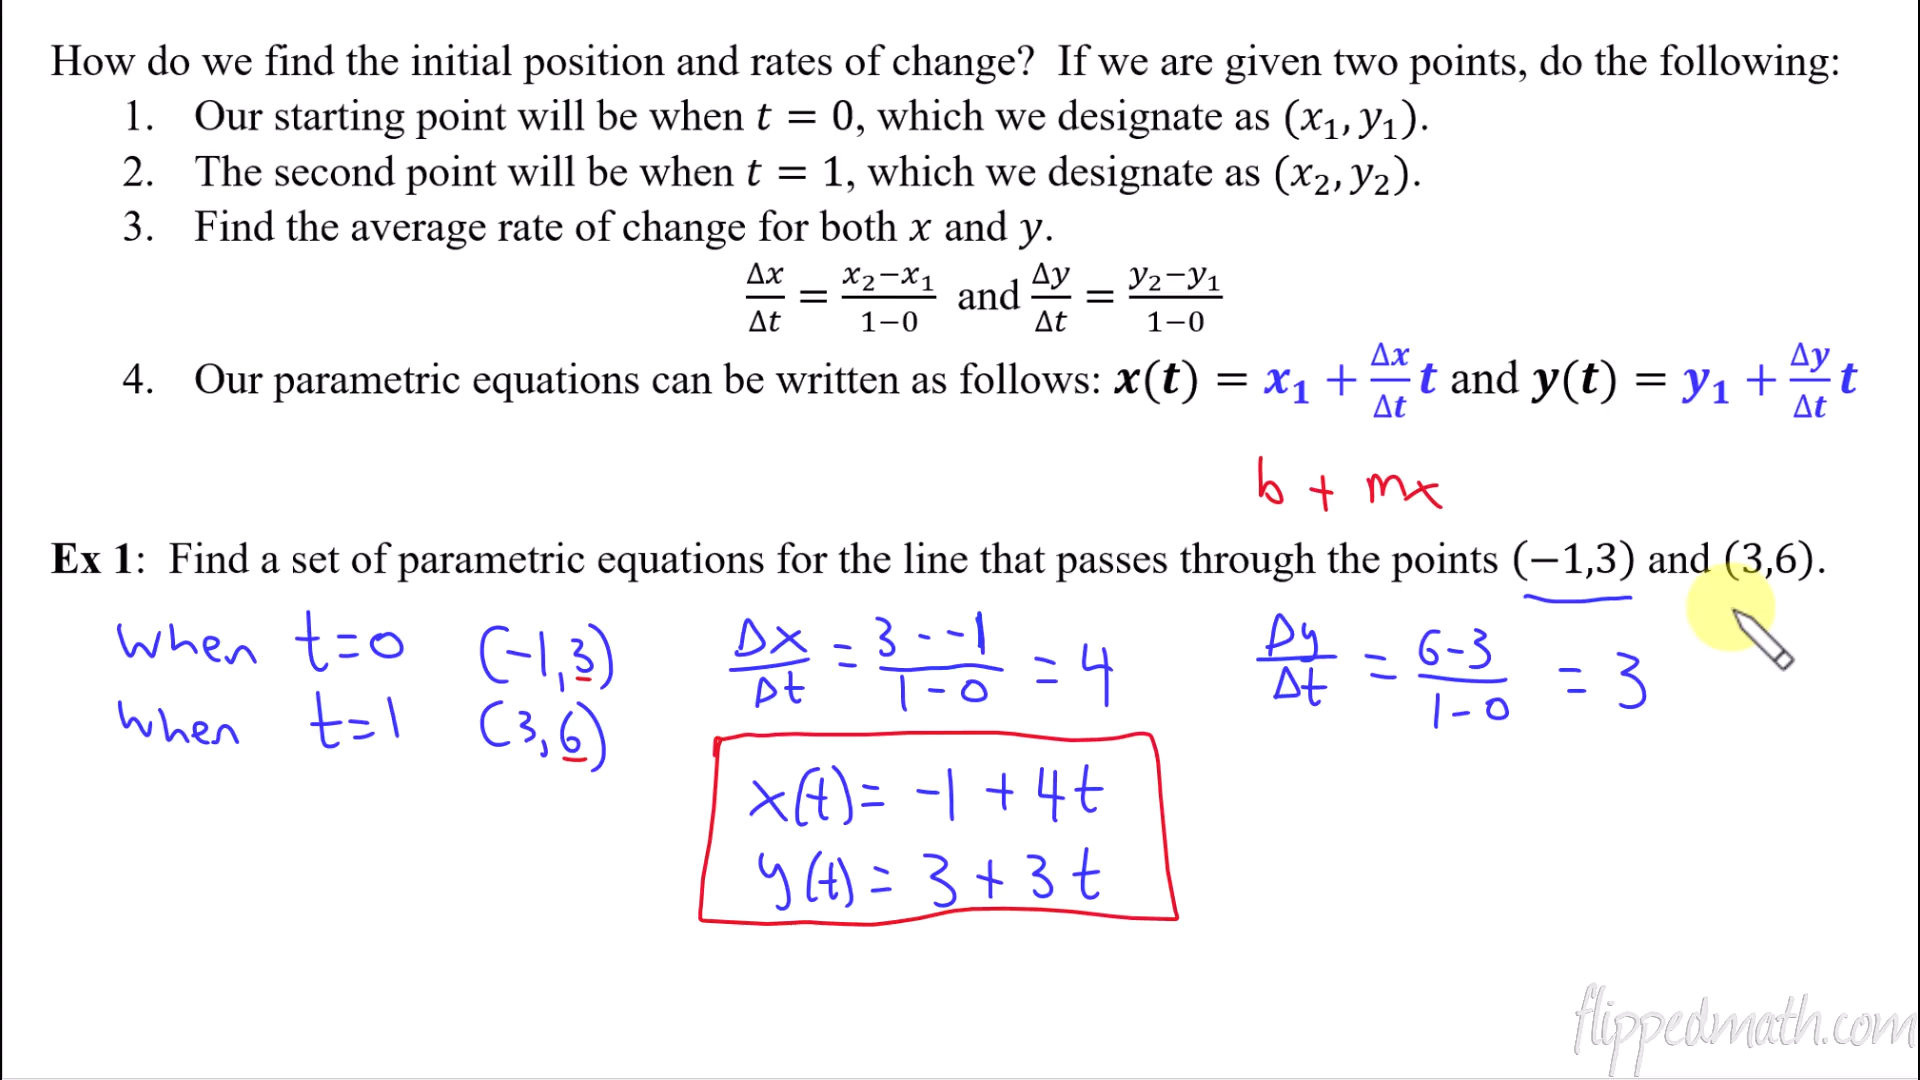 How do we find the initial position and rates of change? If we are given two points, do the following:
1. Our starting point will be when t = 0, which we designate as (x₁, y₁).
2. The second point will be when t = 1, which we designate as (x₂, y₂).
3. Find the average rate of change for both x and y.
Δx/Δt = (x₂−x₁)/(1−0) and Δy/Δt = (y₂−y₁)/(1−0)
4. Our parametric equations can be written as follows: x(t) = x₁ + Δx/Δt t and y(t) = y₁ + Δy/Δt t
b + mx
Ex 1: Find a set of parametric equations for the line that passes through the points (−1,3) and (3,6).
when t=0 (-1,3) Δx/Δt = (3--1)/(1-0) = 4 Δy/Δt = (6-3)/(1-0) = 3
when t=1 (3,6)
x(t) = -1 + 4t
y(t) = 3 + 3t
flippedmath.com